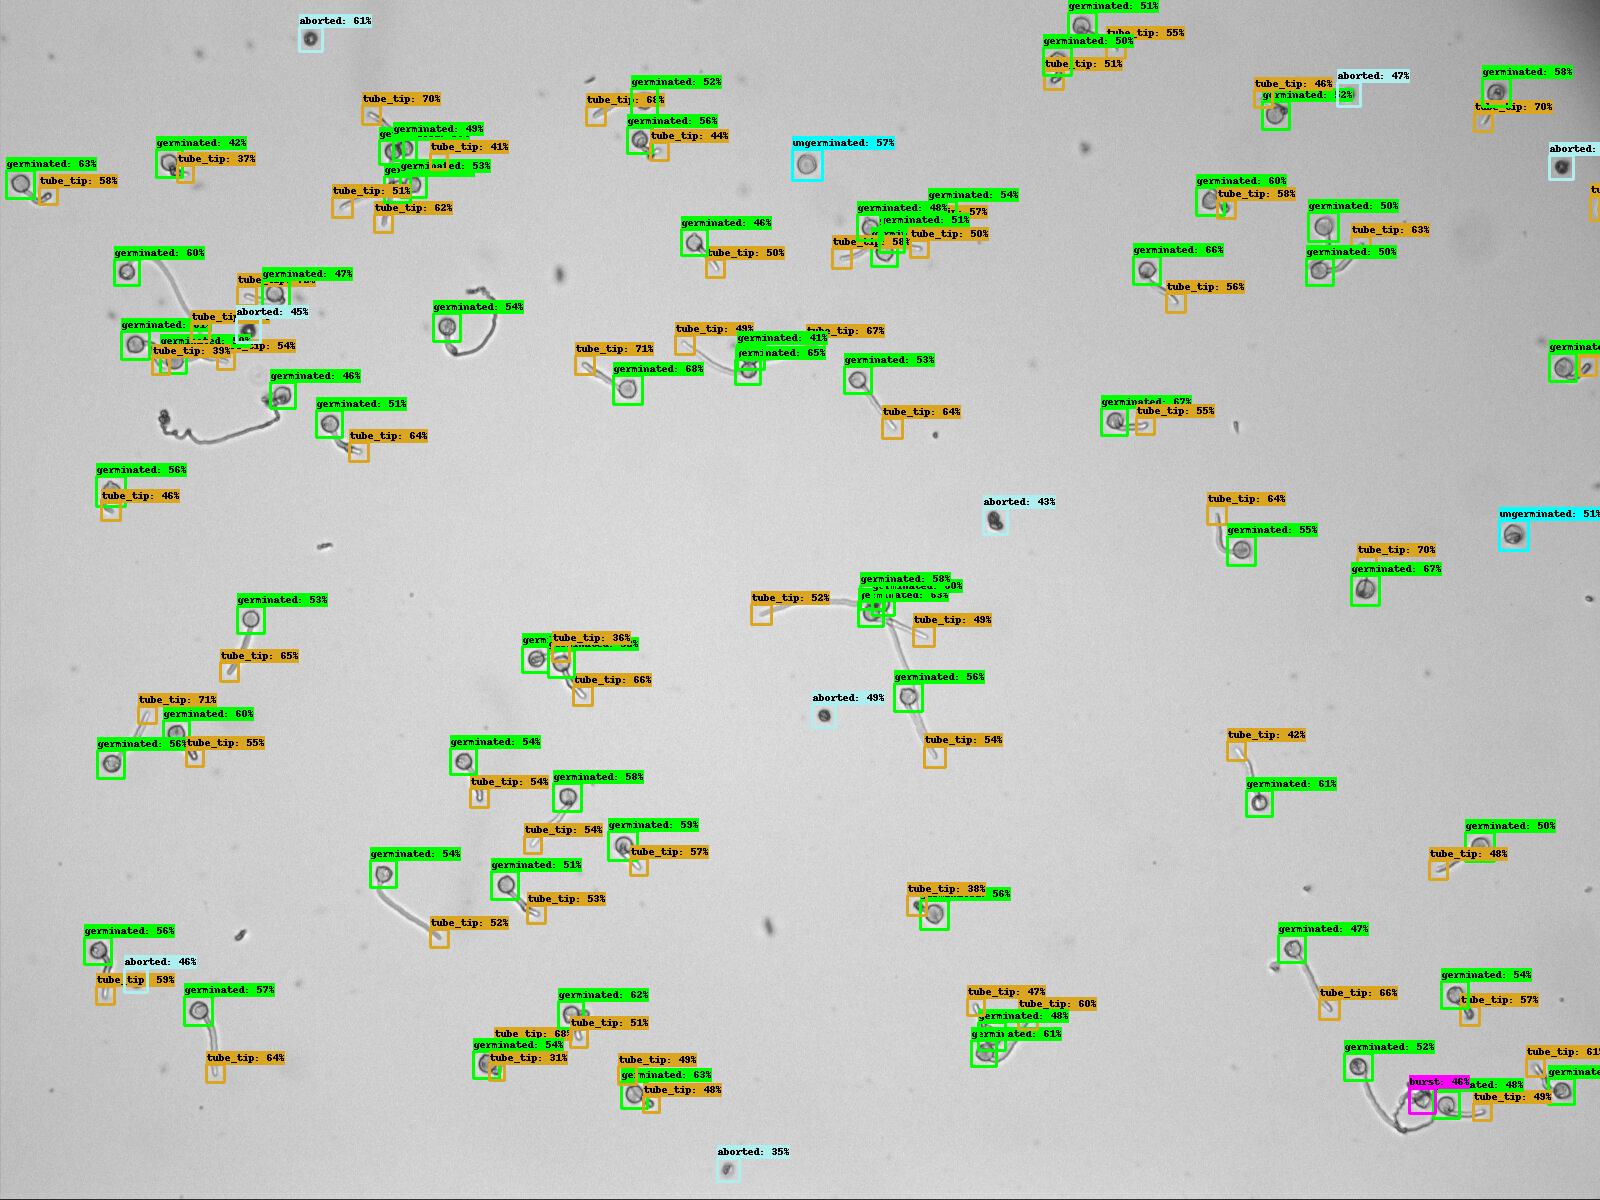 germinated: 51%
aborted: 61%
tube_tip: 55%
germinated: 50%
tube_tip: 51%
germinated: 58%
aborted: 47%
germinated: 52%
tube_tip: 46%
tube_tip: 70%
tube_tip: 68%
tube_tip: 70%
germinated: 56%
germinated: 49%
tube_tip: 44%
germinated: 42%
ungerminated: 57%
tube_tip: 41%
aborted:
tube_tip: 37%
germinated: 63%
germinated: 53%
tube_tip: 58%
germinated: 60%
tube_tip: 51%
germinated: 54%
tube_tip: 58%
tube_tip: 62%
germinated: 48%
57%
germinated: 50%
germinated: 51%
germinated: 46%
tube_tip: 63%
tube_tip: 50%
tube_tip: 58%
germinated: 60%
tube_tip: 50%
germinated: 66%
germinated: 50%
germinated: 47%
tube_tip: 56%
germinated: 54%
aborted: 45%
tube_tip: 49%
tube_tip: 67%
germinated: 41%
tube_tip: 39%
54%
tube_tip: 71%
germinated: 65%
germinated: 53%
germinated: 68%
germinated: 46%
germinated: 51%
germinated: 67%
tube_tip: 55%
tube_tip: 64%
tube_tip: 64%
germinated: 56%
tube_tip: 46%
aborted: 43%
tube_tip: 64%
ungerminated: 51%
germinated: 55%
tube_tip: 70%
germinated: 67%
germinated: 58%
tube_tip: 52%
germinated: 53%
tube_tip: 49%
tube_tip: 36%
tube_tip: 65%
tube_tip: 66%
germinated: 56%
tube_tip: 71%
aborted: 49%
germinated: 60%
germinated: 56%
tube_tip: 55%
germinated: 54%
tube_tip: 54%
tube_tip: 42%
germinated: 58%
tube_tip: 54%
germinated: 61%
germinated: 59%
tube_tip: 54%
germinated: 50%
tube_tip: 57%
germinated: 54%
tube_tip: 48%
germinated: 51%
tube_tip: 38%
56%
tube_tip: 53%
tube_tip: 52%
germinated: 56%
germinated: 47%
aborted: 46%
tube_tip 59%
germinated: 54%
germinated: 57%
germinated: 62%
tube_tip: 47%
tube_tip: 66%
tube_tip: 57%
tube_tip: 60%
germinated: 48%
tube_tip: 51%
tube_tip: 68%
germinated: 61%
germinated: 54%
germinated: 52%
tube_tip: 61%
tube_tip: 64%
tube_tip: 31%
tube_tip: 49%
germinated: 63%
burst: 46%
48%
tube_tip: 48%
tube_tip: 49%
aborted: 35%